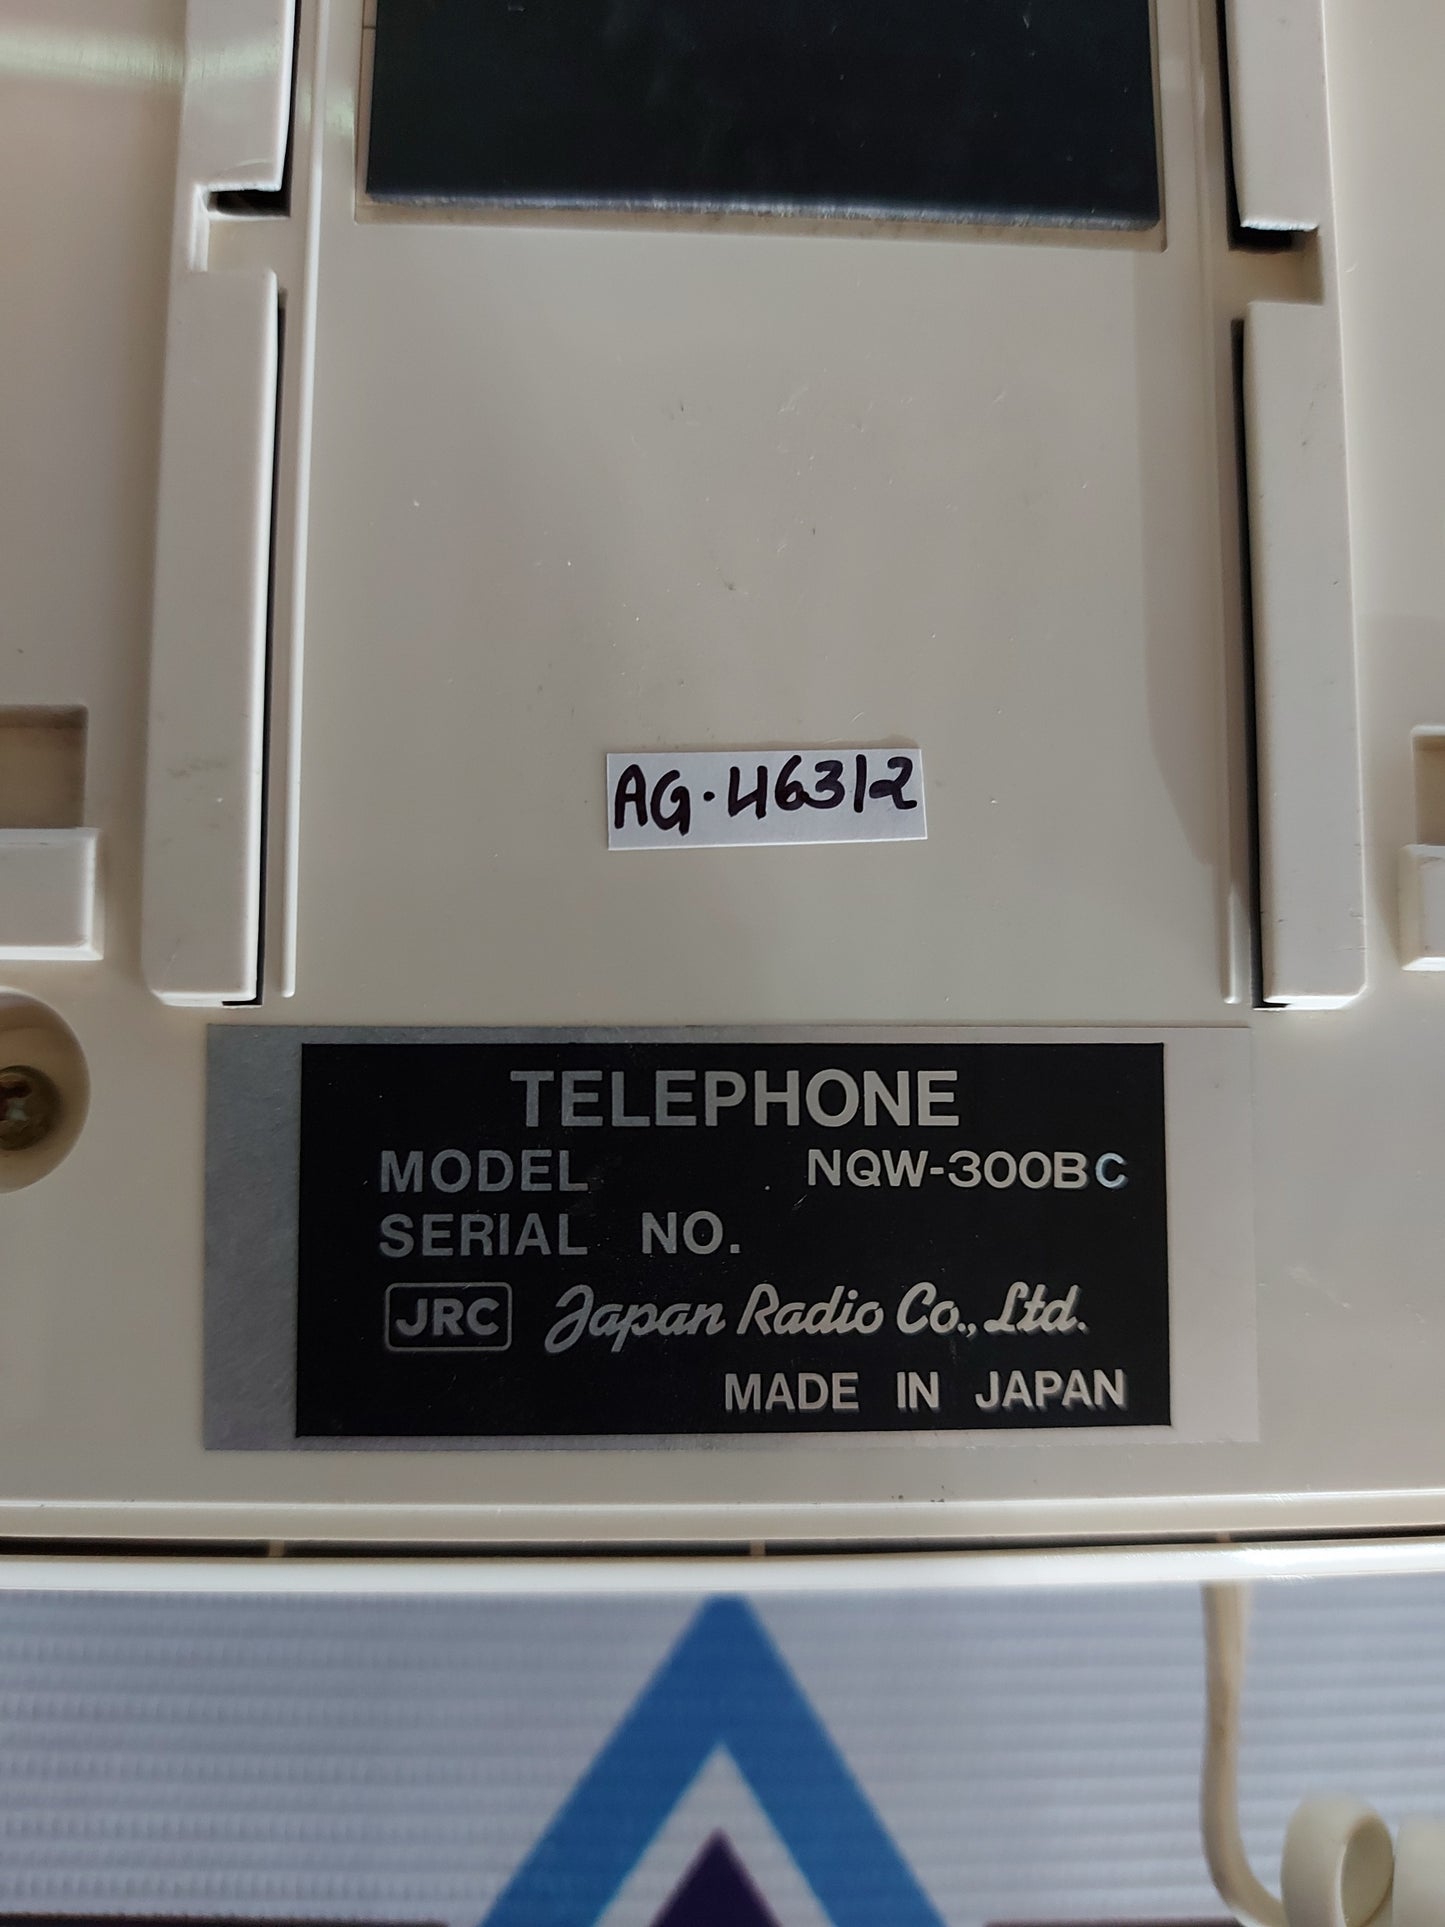 AG·46312
TELEPHONE
MODEL NQW-300BC
SERIAL NO.
JRC Japan Radio Co., Ltd.
MADE IN JAPAN